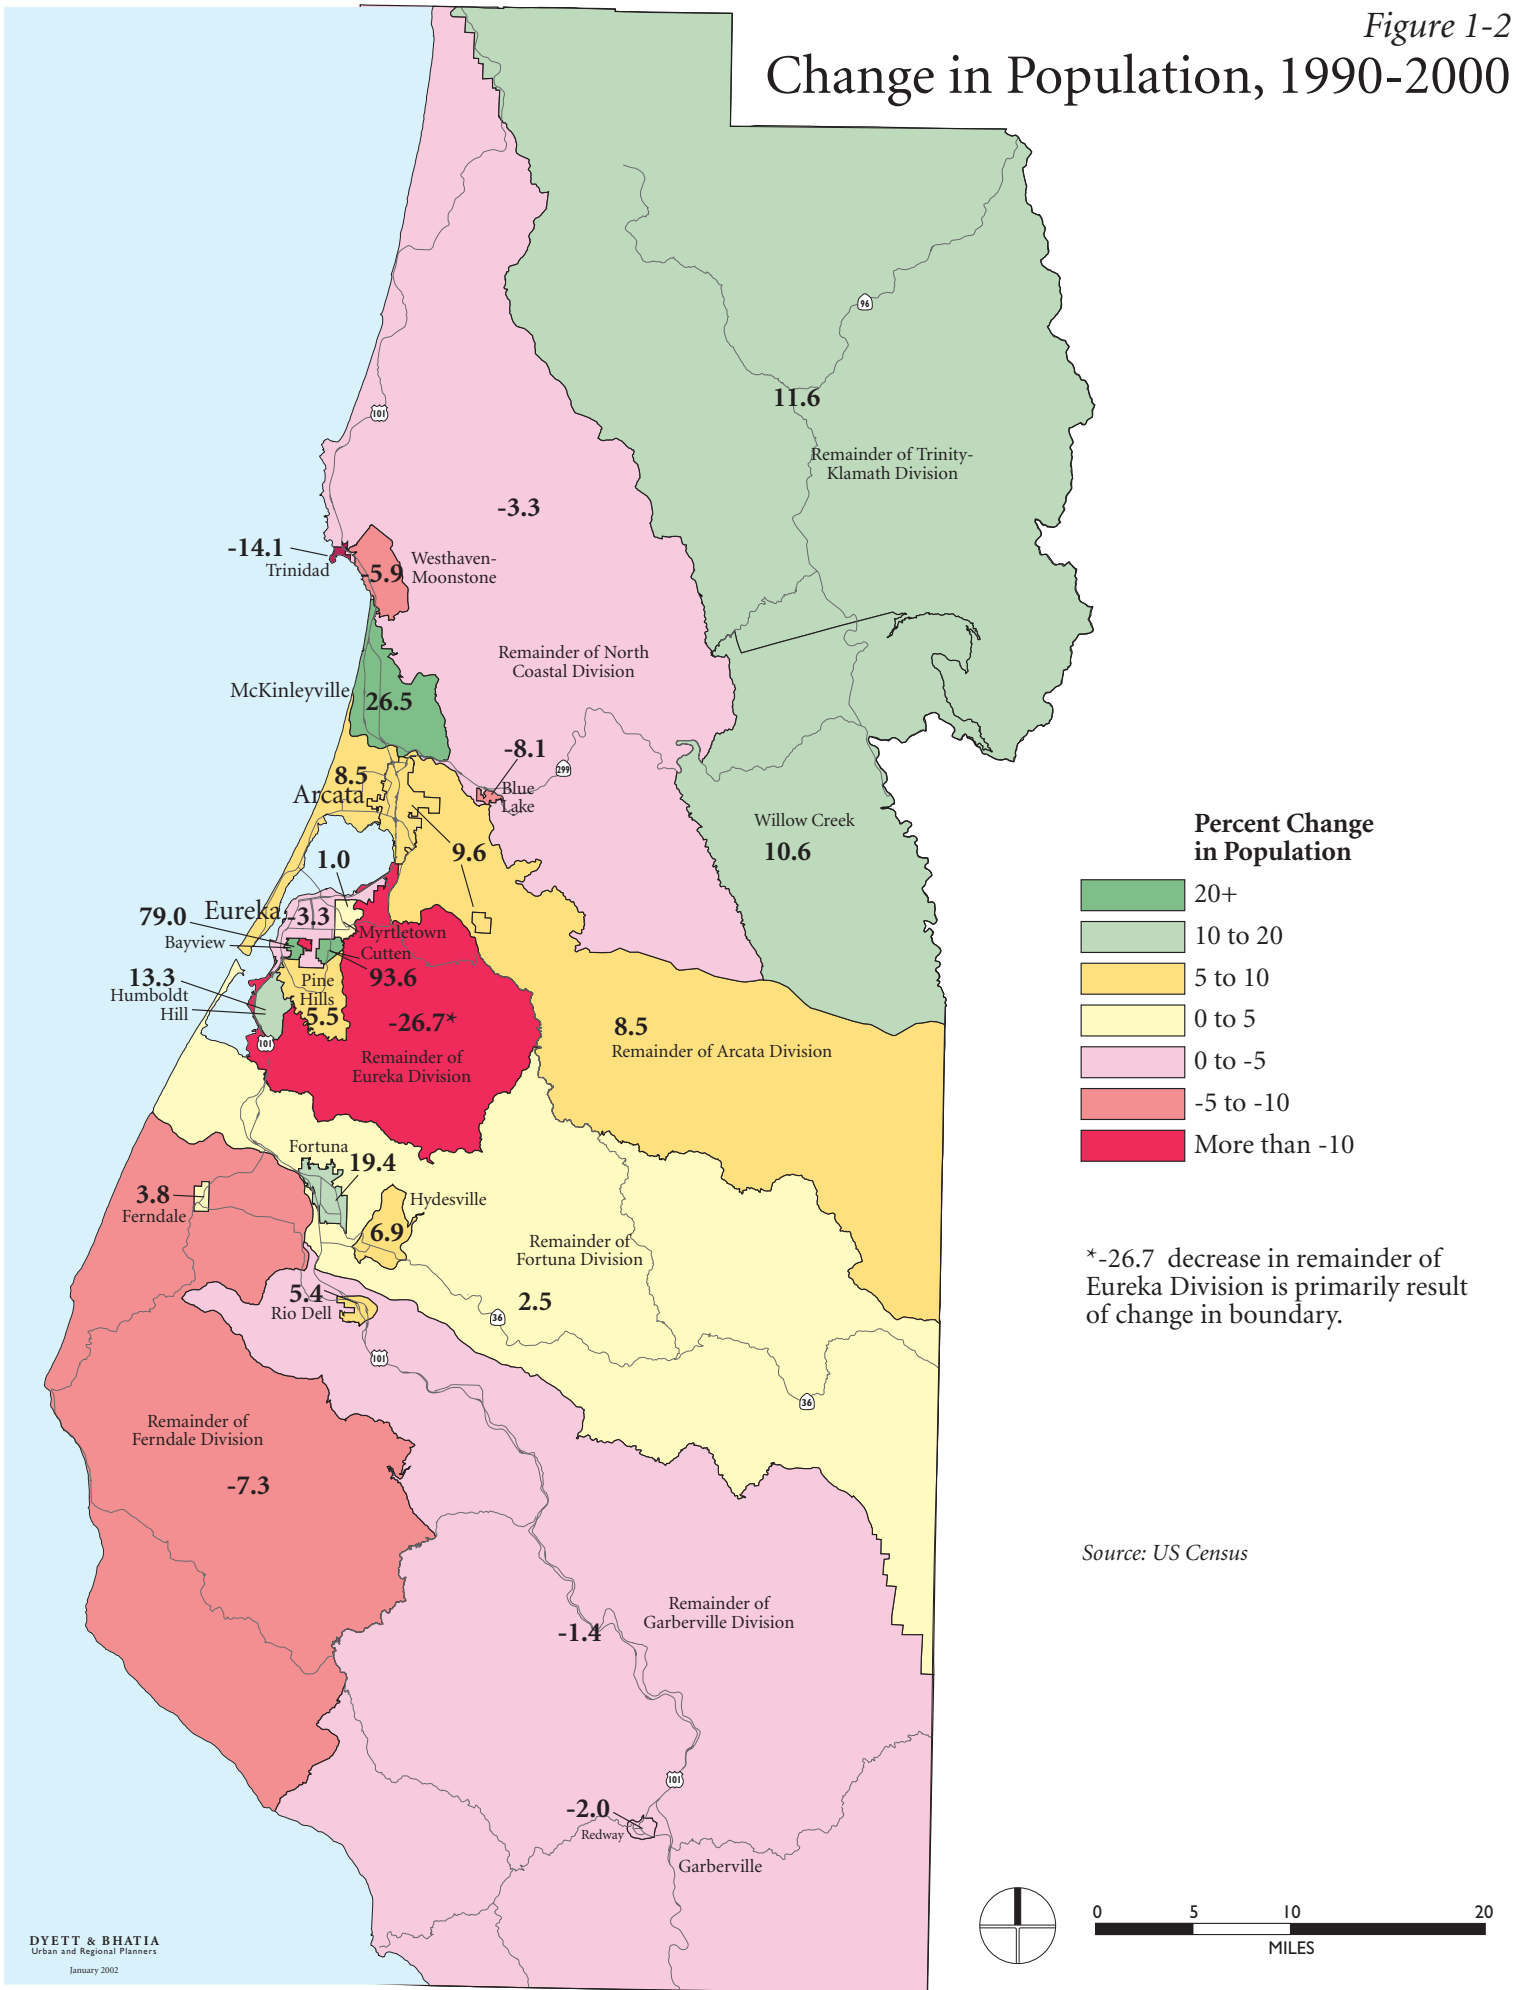 Figure 1-2
Change in Population, 1990-2000
96
11.6
Remainder of Trinity-
Klamath Division
101
-3.3
-14.1
Trinidad
-5.9
Westhaven-
Moonstone
Remainder of North
Coastal Division
McKinleyville
26.5
-8.1
299
Blue
Lake
8.5
Arcata
Willow Creek
10.6
9.6
1.0
79.0
Eureka
-3.3
Bayview
Myrtletown
Cutten
93.6
13.3
Humboldt
Hill
Pine
Hills
5.5
-26.7*
Remainder of
Eureka Division
101
8.5
Remainder of Arcata Division
Percent Change
in Population
20+
10 to 20
5 to 10
0 to 5
0 to -5
-5 to -10
More than -10
Fortuna
19.4
3.8
Ferndale
Hydesville
6.9
Remainder of
Fortuna Division
2.5
*-26.7 decrease in remainder of
Eureka Division is primarily result
of change in boundary.
5.4
Rio Dell
36
101
36
Remainder of
Ferndale Division
-7.3
Source: US Census
Remainder of
Garberville Division
-1.4
101
-2.0
Redway
Garberville
0 5 10 20
MILES
DYETT & BHATIA
Urban and Regional Planners
January 2002